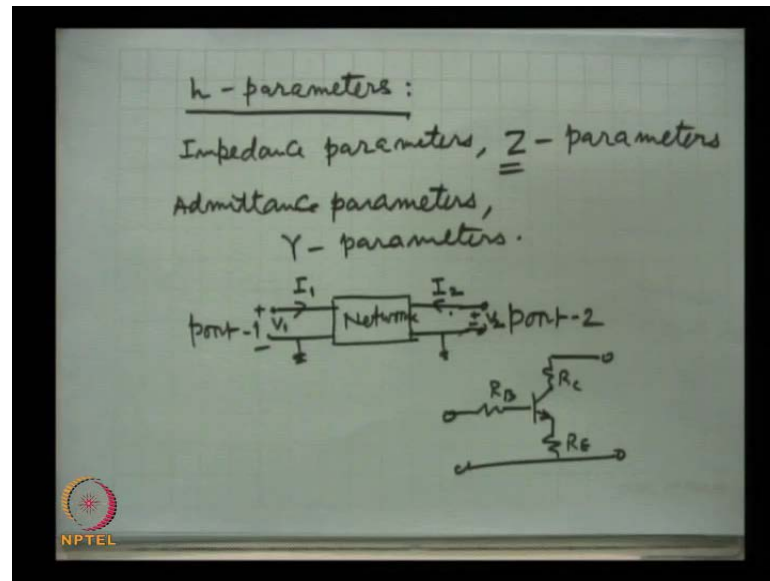 h - parameters :
Impedance parameters, Z - parameters
Admittance parameters,
Y - parameters.
I1 I2
port-1 + V1 - Network + - V2 port-2
RB RC
RE
NPTEL